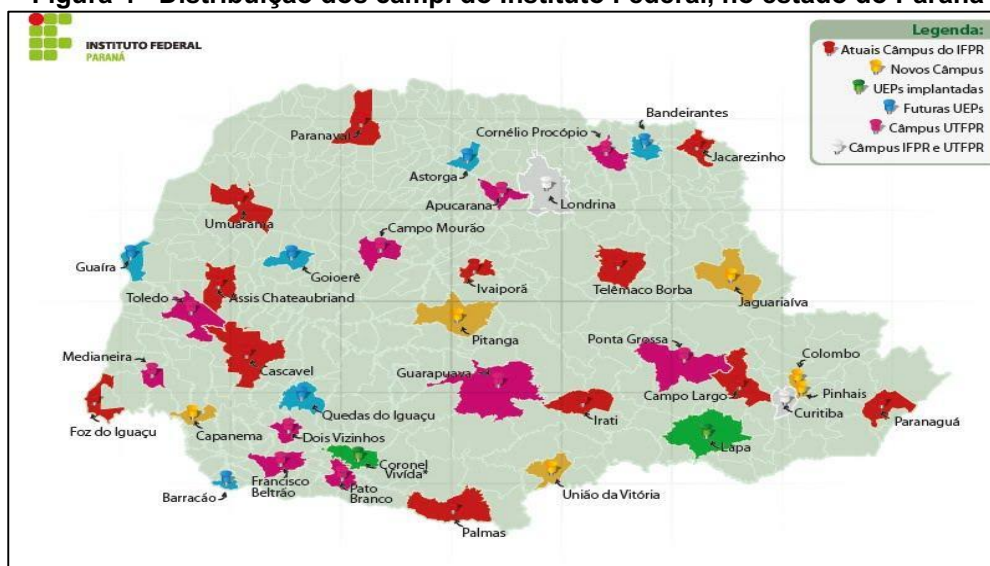 Figura 1 - Distribuição dos campi do Instituto Federal, no estado do Paraná
INSTITUTO FEDERAL
PARANÁ
Legenda:
Atuais Câmpus do IFPR
Novos Câmpus
UEPs implantadas
Futuras UEPs
Câmpus UTFPR
Câmpus IFPR e UTFPR
Bandeirantes
Cornélio Procópio
Paranavaí
Jacarezinho
Astorga
Apucarana
Londrina
Umuarama
Campo Mourão
Guaíra
Goioerê
Ivaiporã
Telêmaco Borba
Jaguariaíva
Toledo
Assis Chateaubriand
Pitanga
Ponta Grossa
Colombo
Medianeira
Cascavel
Guarapuava
Campo Largo
Pinhais
Curitiba
Quedas do Iguaçu
Irati
Paranaguá
Foz do Iguaçu
Capanema
Dois Vizinhos
Lapa
Coronel
Vivída*
Francisco
Beltrão
Pato
Branco
Barracão
União da Vitória
Palmas